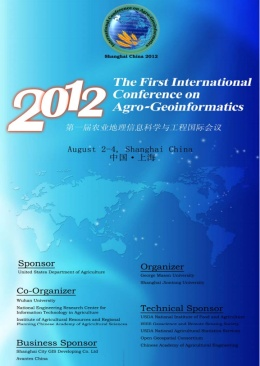 Shanghai China 2012
2012
The First International
Conference on
Agro-Geoinformatics
第一届农业地理信息科学与工程国际会议
August 2-4, Shanghai China
中国·上海
Sponsor
United States Department of Agriculture
Organizer
George Mason University
Shanghai Jiaotong University
Co-Organizer
Wuhan University
National Engineering Research Center for
Information Technology in Agriculture
Institute of Agricultural Resources and Regional
Planning Chinese Academy of Agricultural Sciences
Technical Sponsor
USDA National Institute of Food and Agriculture
IEEE Geoscience and Remote Sensing Society
USDA National Agricultural Statistics Service
Open Geospatial Consortium
Chinese Academy of Agricultural Engineering
Business Sponsor
Shanghai City GIS Developing Co. Ltd